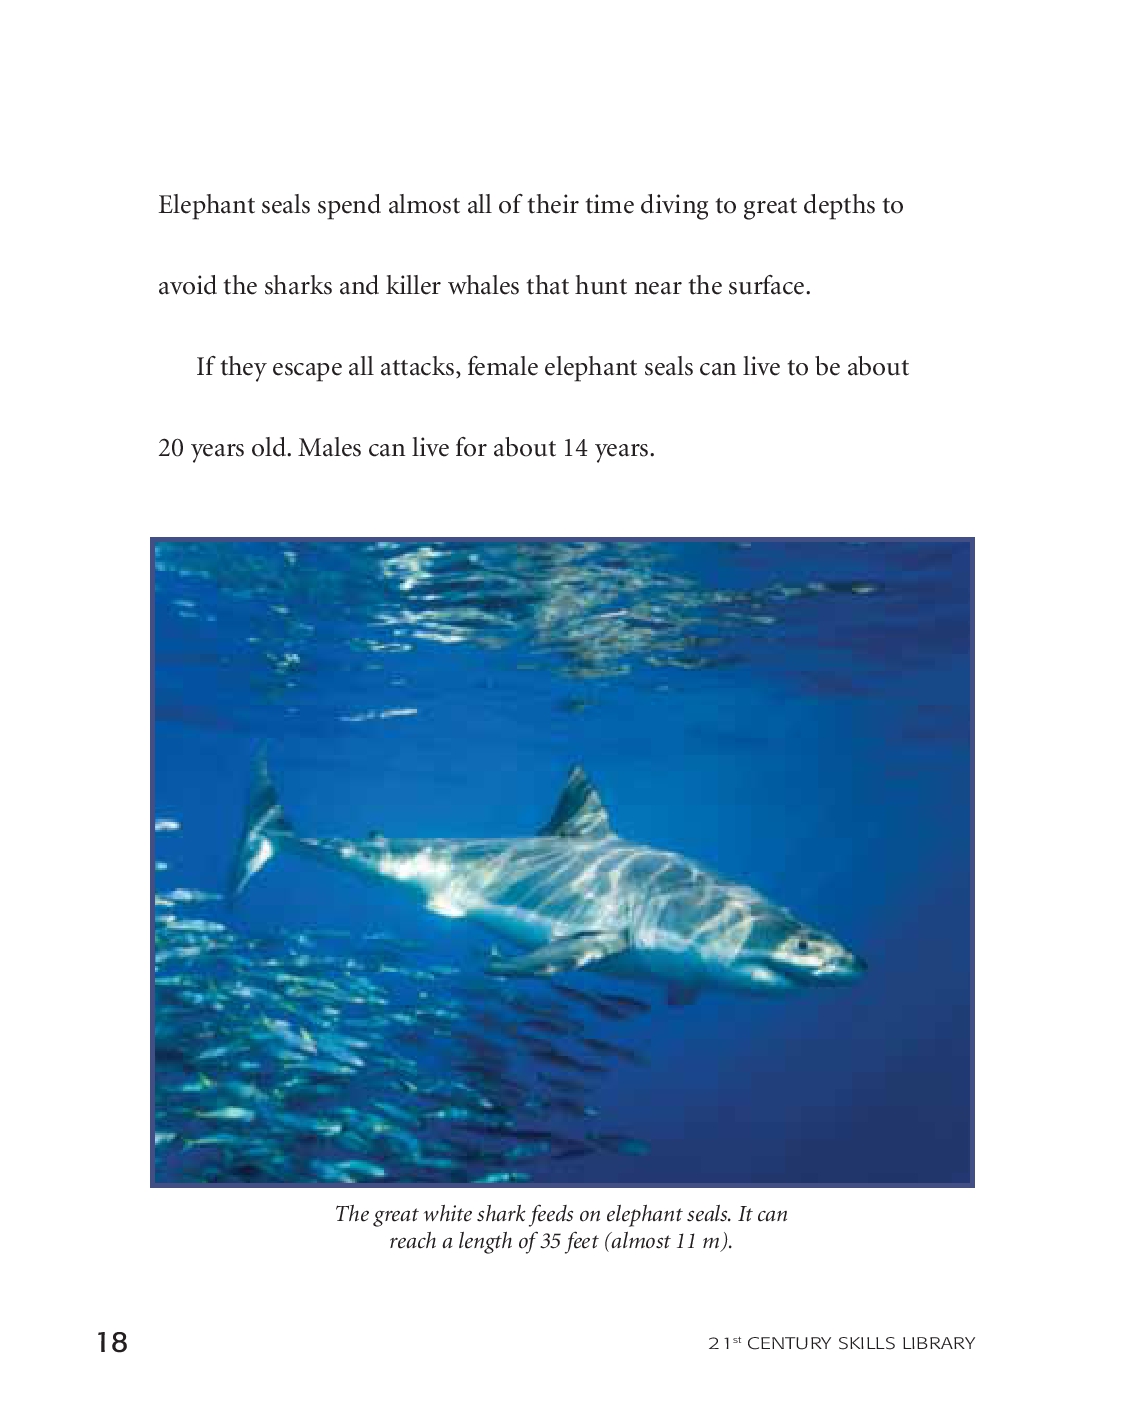 Elephant seals spend almost all of their time diving to great depths to
avoid the sharks and killer whales that hunt near the surface.
If they escape all attacks, female elephant seals can live to be about
20 years old. Males can live for about 14 years.
The great white shark feeds on elephant seals. It can
reach a length of 35 feet (almost 11 m).
18
21st CENTURY SKILLS LIBRARY